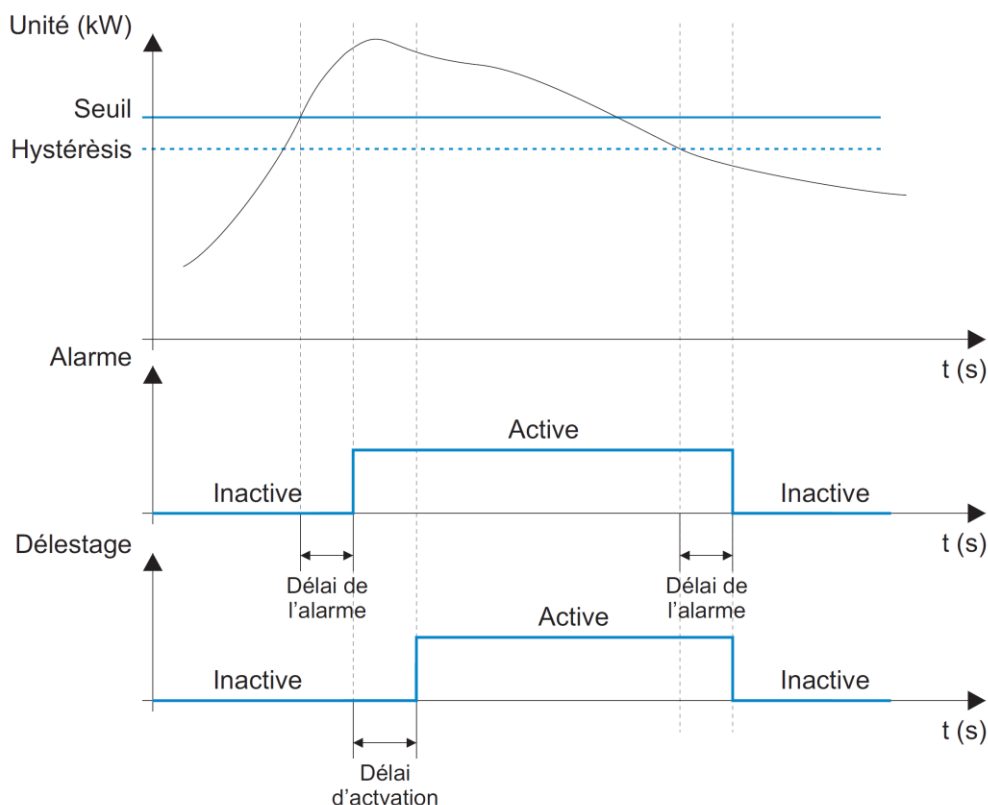 Unité (kW)
Seuil
Hystérèsis
t (s)
Alarme
Active
Inactive
Inactive
t (s)
Délai de
l'alarme
Délai de
l'alarme
Délestage
Active
Inactive
Inactive
t (s)
Délai
d'actvation